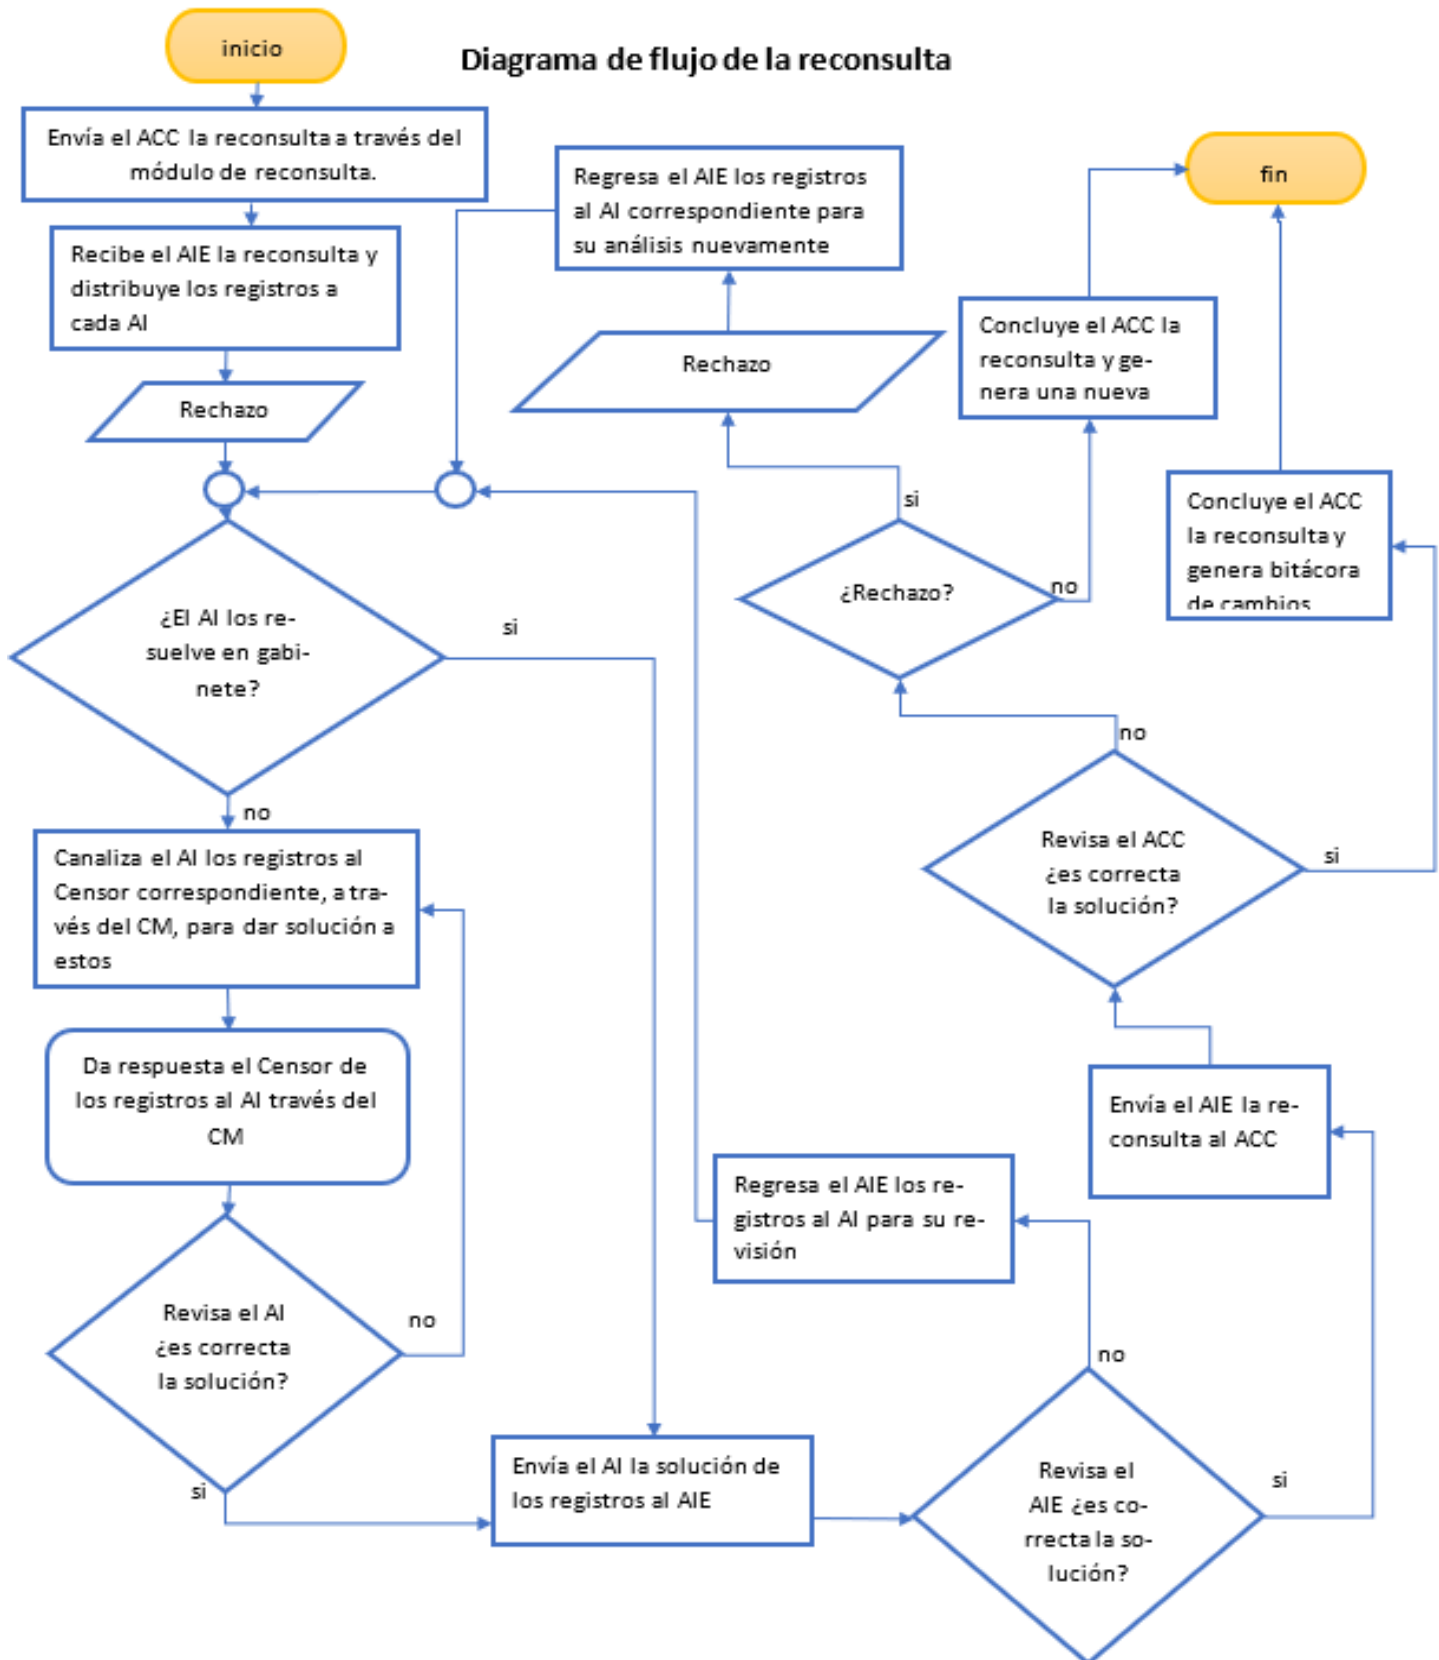 inicio
Diagrama de flujo de la reconsulta
Envía el ACC la reconsulta a través del
módulo de reconsulta.
Recibe el AIE la reconsulta y
distribuye los registros a
cada AI
Rechazo
¿El AI los re-
suelve en gabi-
nete?
si
no
Canaliza el AI los registros al
Censor correspondiente, a tra-
vés del CM, para dar solución a
estos
Da respuesta el Censor de
los registros al AI través del
CM
Revisa el AI
¿es correcta
la solución?
no
si
Envía el AI la solución de
los registros al AIE
Revisa el
AIE ¿es co-
rrecta la so-
lución?
no
si
Regresa el AIE los re-
gistros al AI para su re-
visión
Envía el AIE la re-
consulta al ACC
Revisa el ACC
¿es correcta
la solución?
no
si
¿Rechazo?
si
no
Rechazo
Regresa el AIE los registros
al AI correspondiente para
su análisis nuevamente
Concluye el ACC la
reconsulta y ge-
nera una nueva
Concluye el ACC
la reconsulta y
genera bitácora
de cambios
fin